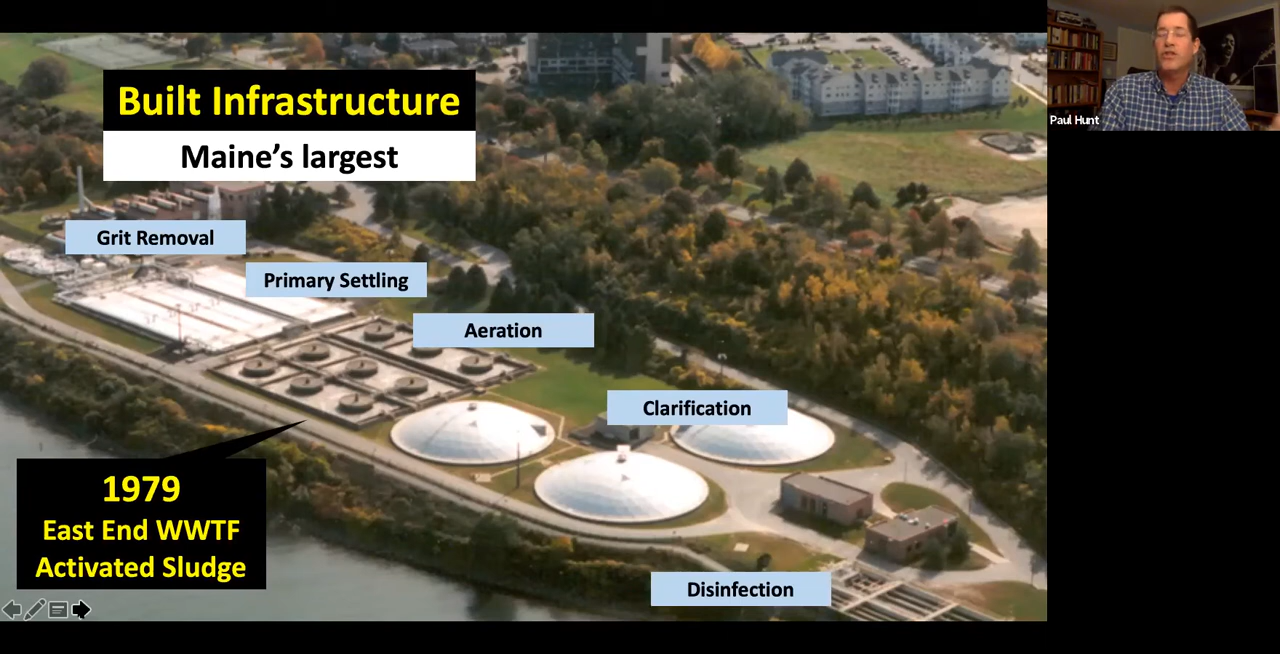 Built Infrastructure
Maine's largest
Grit Removal
Primary Settling
Aeration
Clarification
1979
East End WWTF
Activated Sludge
Disinfection
Paul Hunt